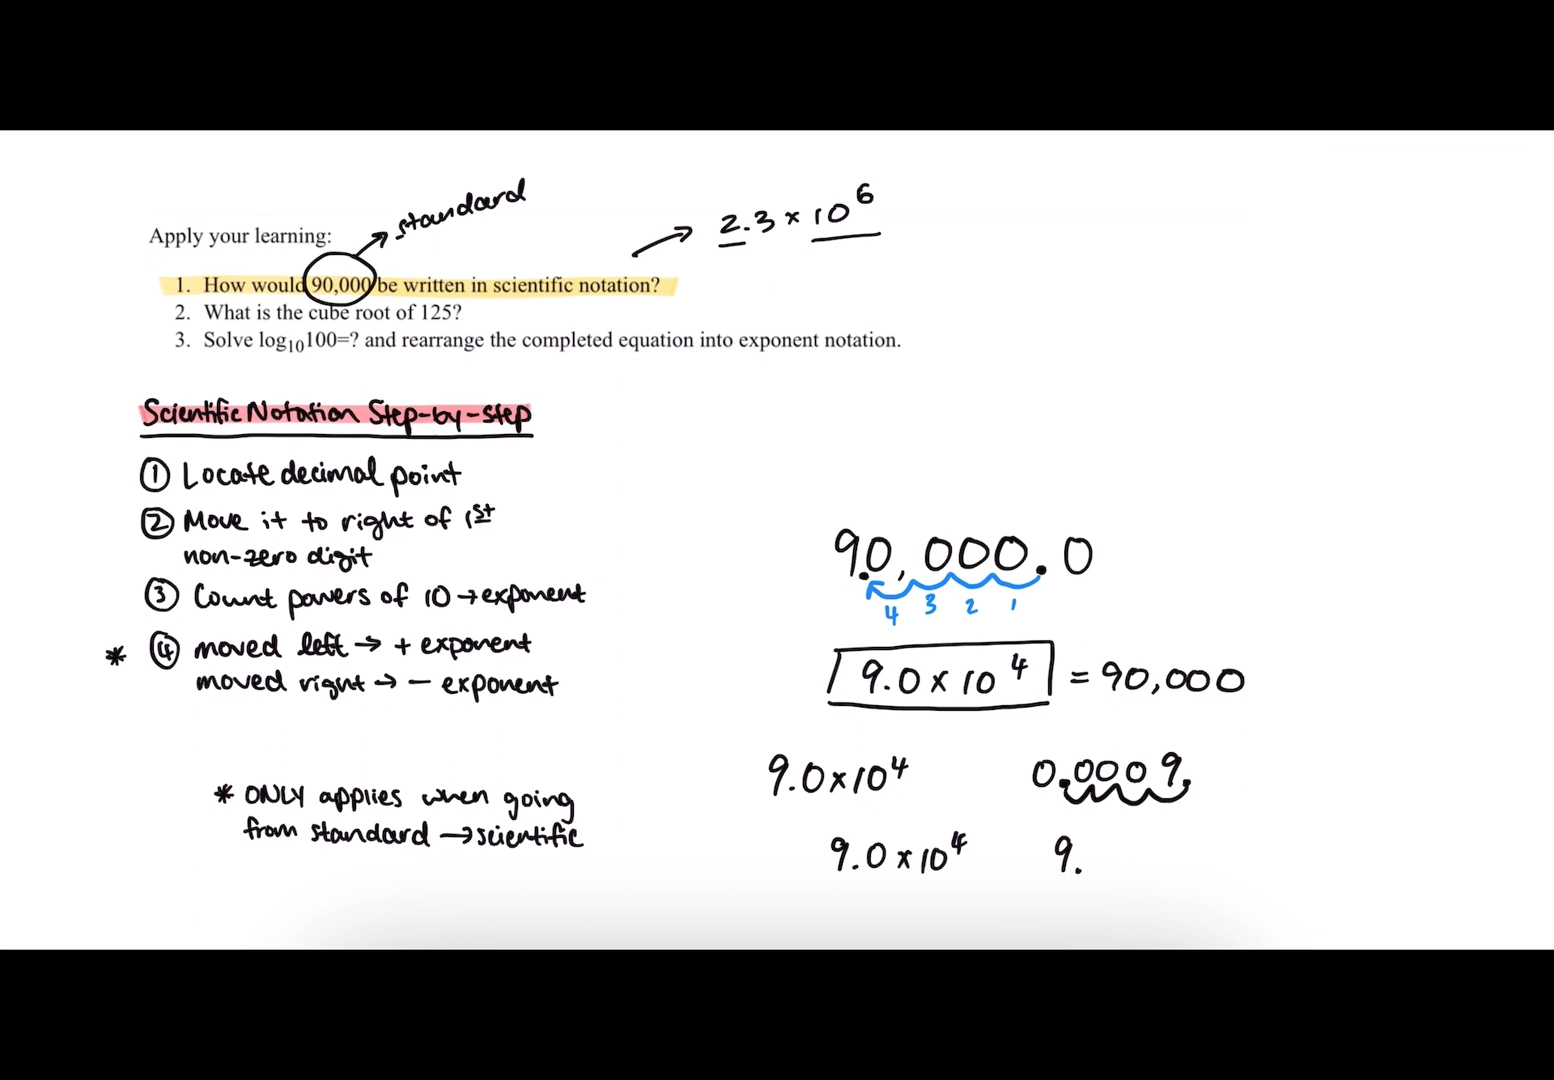 standard
2.3 × 10⁶
Apply your learning:
1. How would 90,000 be written in scientific notation?
2. What is the cube root of 125?
3. Solve log₁₀100=? and rearrange the completed equation into exponent notation.
Scientific Notation Step-by-step
① Locate decimal point
② Move it to right of 1st
non-zero digit
③ Count powers of 10 → exponent
* ④ moved left → + exponent
moved right → − exponent
* ONLY applies when going
from standard → scientific
90,000.0
4 3 2 1
9.0 × 10⁴ = 90,000
9.0 × 10⁴ 0.0009.
9.0 × 10⁴ 9.